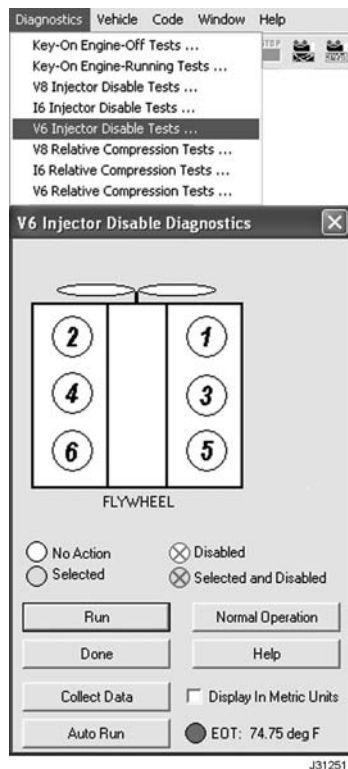 Diagnostics Vehicle Code Window Help
Key-On Engine-Off Tests ...
Key-On Engine-Running Tests ...
V8 Injector Disable Tests ...
I6 Injector Disable Tests ...
V6 Injector Disable Tests ...
V8 Relative Compression Tests ...
I6 Relative Compression Tests ...
V6 Relative Compression Tests ...
V6 Injector Disable Diagnostics
2 1
4 3
6 5
FLYWHEEL
No Action Disabled
Selected Selected and Disabled
Run Normal Operation
Done Help
Collect Data Display In Metric Units
Auto Run EOT: 74.75 deg F
J31251